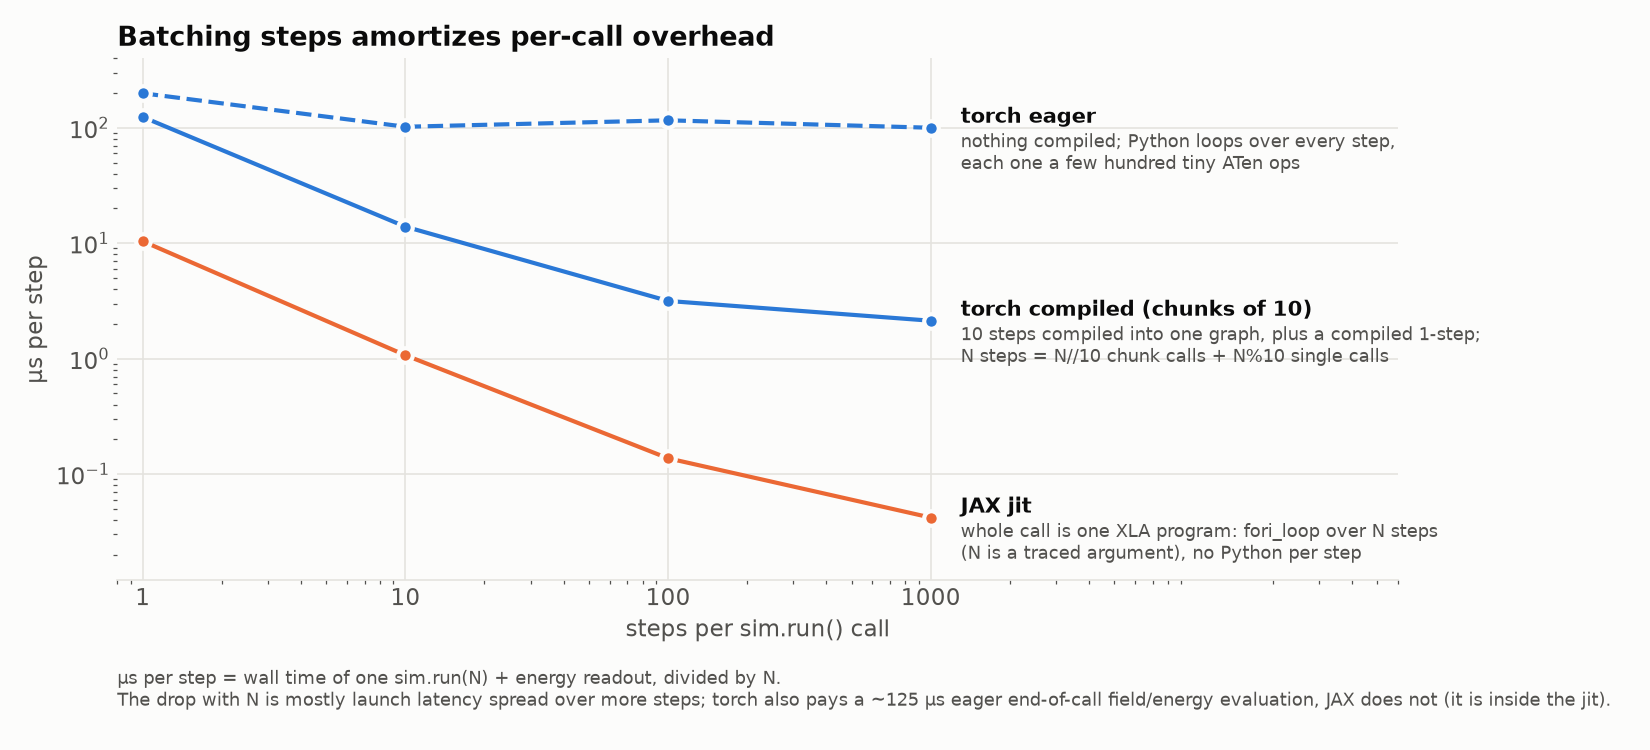 Batching steps amortizes per-call overhead
10²
10¹
10⁰
10⁻¹
µs per step
torch eager
nothing compiled; Python loops over every step,
each one a few hundred tiny ATen ops
torch compiled (chunks of 10)
10 steps compiled into one graph, plus a compiled 1-step;
N steps = N//10 chunk calls + N%10 single calls
JAX jit
whole call is one XLA program: fori_loop over N steps
(N is a traced argument), no Python per step
1 10 100 1000
steps per sim.run() call
µs per step = wall time of one sim.run(N) + energy readout, divided by N.
The drop with N is mostly launch latency spread over more steps; torch also pays a ~125 µs eager end-of-call field/energy evaluation, JAX does not (it is inside the jit).